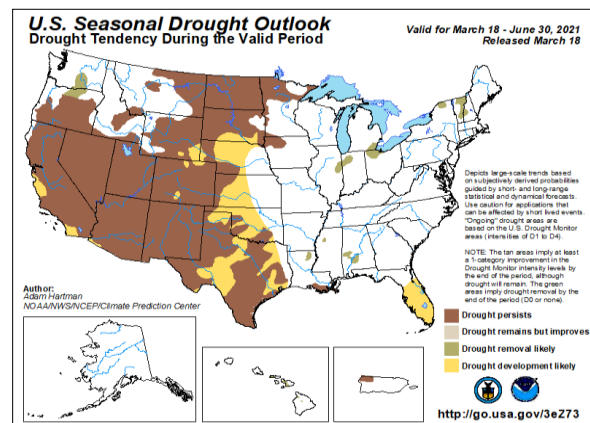 U.S. Seasonal Drought Outlook
Drought Tendency During the Valid Period
Valid for March 18 - June 30, 2021
Released March 18
Depicts large-scale trends based
on subjectively derived probabilities
guided by short- and long-range
statistical and dynamical forecasts.
Use caution for applications that
can be affected by short lived events.
"Ongoing" drought areas are
based on the U.S. Drought Monitor
areas (intensities of D1 to D4).
NOTE: The tan areas imply at least
a 1-category improvement in the
Drought Monitor intensity levels by
the end of the period, although
drought will remain. The green
areas imply drought removal by the
end of the period (D0 or none).
Author:
Adam Hartman
NOAA/NWS/NCEP/Climate Prediction Center
Drought persists
Drought remains but improves
Drought removal likely
Drought development likely
http://go.usa.gov/3eZ73